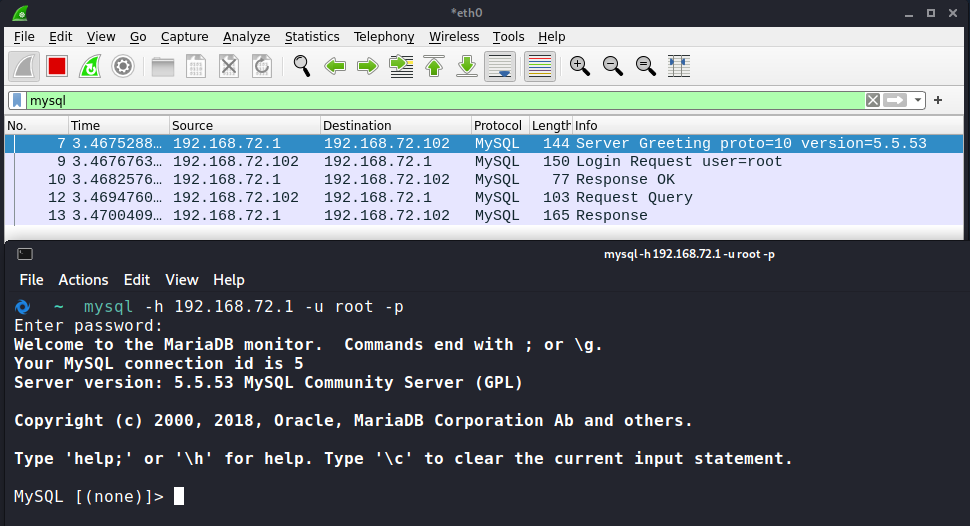 *eth0
File Edit View Go Capture Analyze Statistics Telephony Wireless Tools Help
mysql
No. Time Source Destination Protocol Length Info
7 3.4675288… 192.168.72.1 192.168.72.102 MySQL 144 Server Greeting proto=10 version=5.5.53
9 3.4676763… 192.168.72.102 192.168.72.1 MySQL 150 Login Request user=root
10 3.4682576… 192.168.72.1 192.168.72.102 MySQL 77 Response OK
12 3.4694760… 192.168.72.102 192.168.72.1 MySQL 103 Request Query
13 3.4700409… 192.168.72.1 192.168.72.102 MySQL 165 Response
mysql -h 192.168.72.1 -u root -p
File Actions Edit View Help
~ mysql -h 192.168.72.1 -u root -p
Enter password:
Welcome to the MariaDB monitor.  Commands end with ; or \g.
Your MySQL connection id is 5
Server version: 5.5.53 MySQL Community Server (GPL)
Copyright (c) 2000, 2018, Oracle, MariaDB Corporation Ab and others.
Type 'help;' or '\h' for help. Type '\c' to clear the current input statement.
MySQL [(none)]>